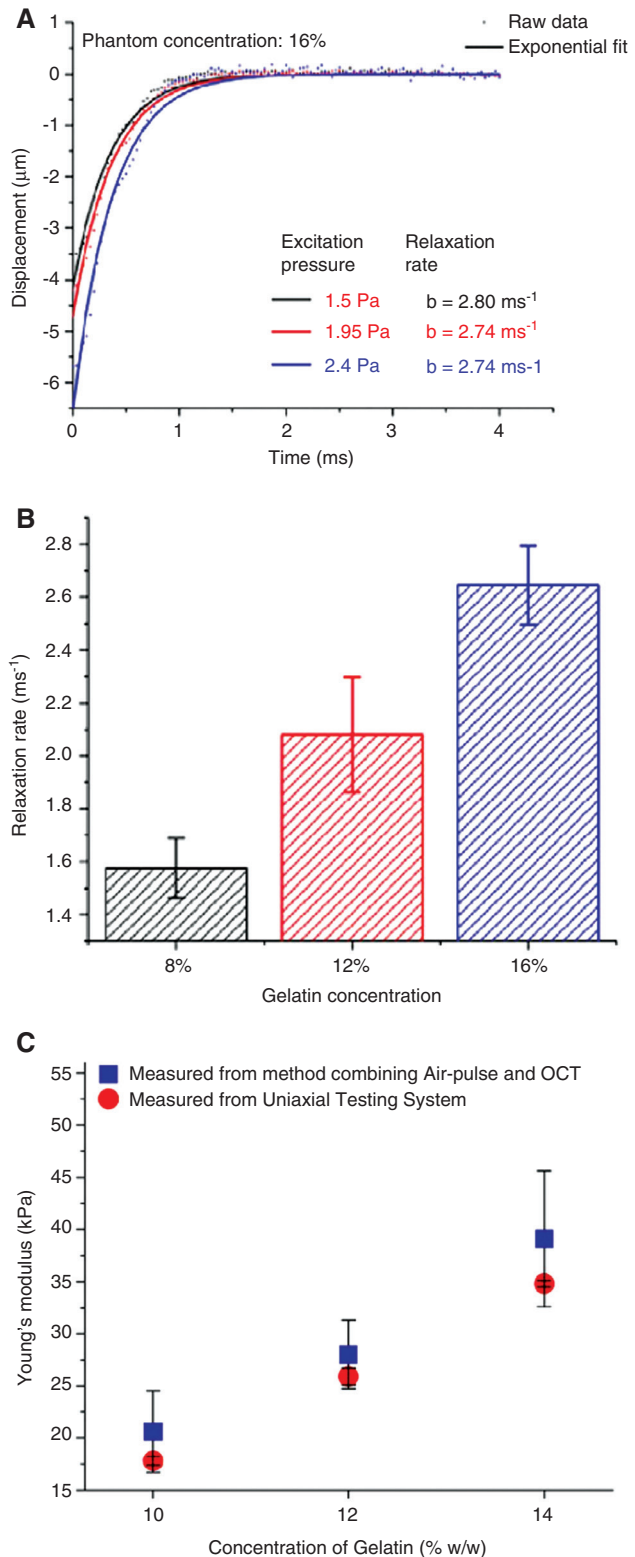 A
Phantom concentration: 16%
Raw data
Exponential fit
1
0
-1
-2
-3
-4
-5
-6
Displacement (μm)
Excitation pressure
Relaxation rate
1.5 Pa b = 2.80 ms⁻¹
1.95 Pa b = 2.74 ms⁻¹
2.4 Pa b = 2.74 ms-1
0 1 2 3 4
Time (ms)
B
2.8
2.6
2.4
2.2
2.0
1.8
1.6
1.4
Relaxation rate (ms⁻¹)
8% 12% 16%
Gelatin concentration
C
Measured from method combining Air-pulse and OCT
Measured from Uniaxial Testing System
55
50
45
40
35
30
25
20
15
Young's modulus (kPa)
10 12 14
Concentration of Gelatin (% w/w)